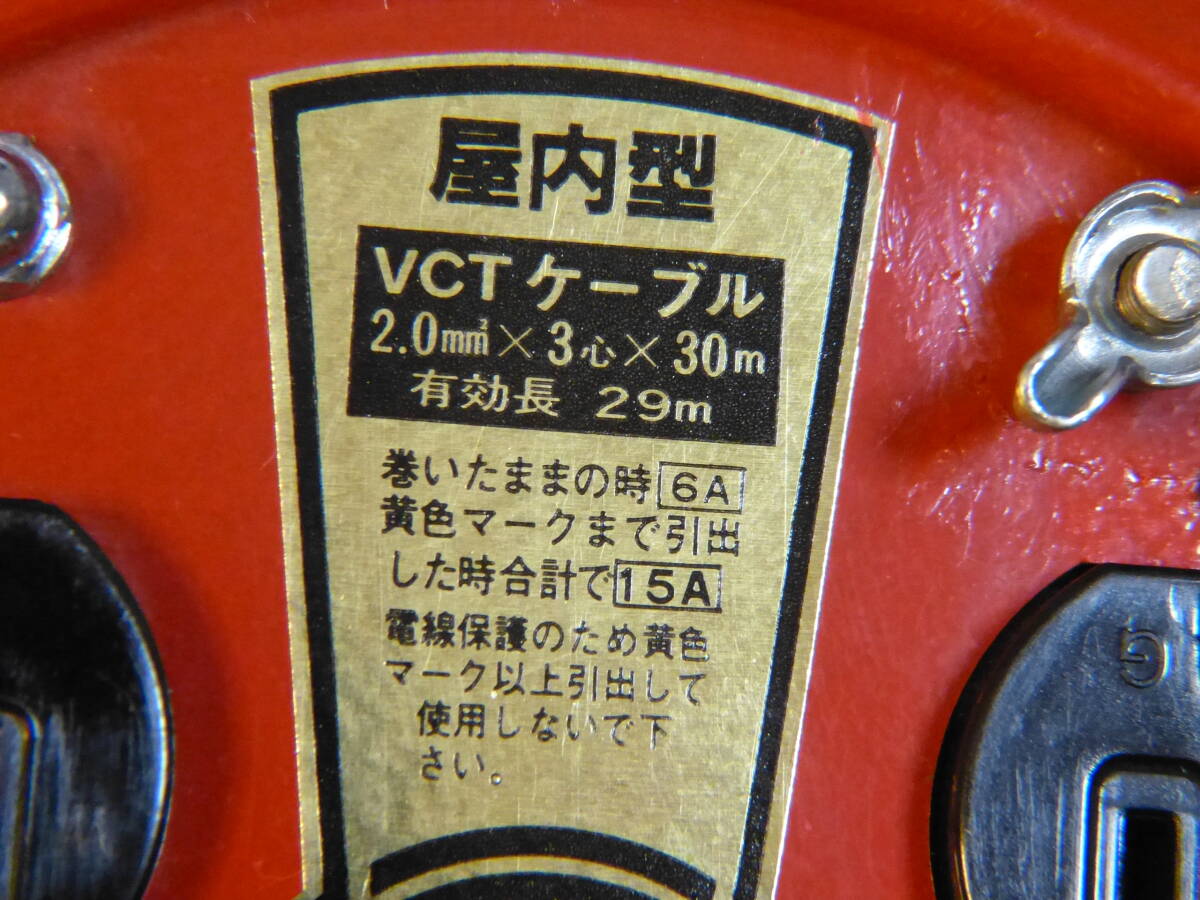 屋内型
VCTケーブル
2.0mm²×3心×30m
有効長 29m
巻いたままの時 6A
黄色マークまで引出
した時合計で 15A
電線保護のため黄色
マーク以上引出して
使用しないで下
さい。
G